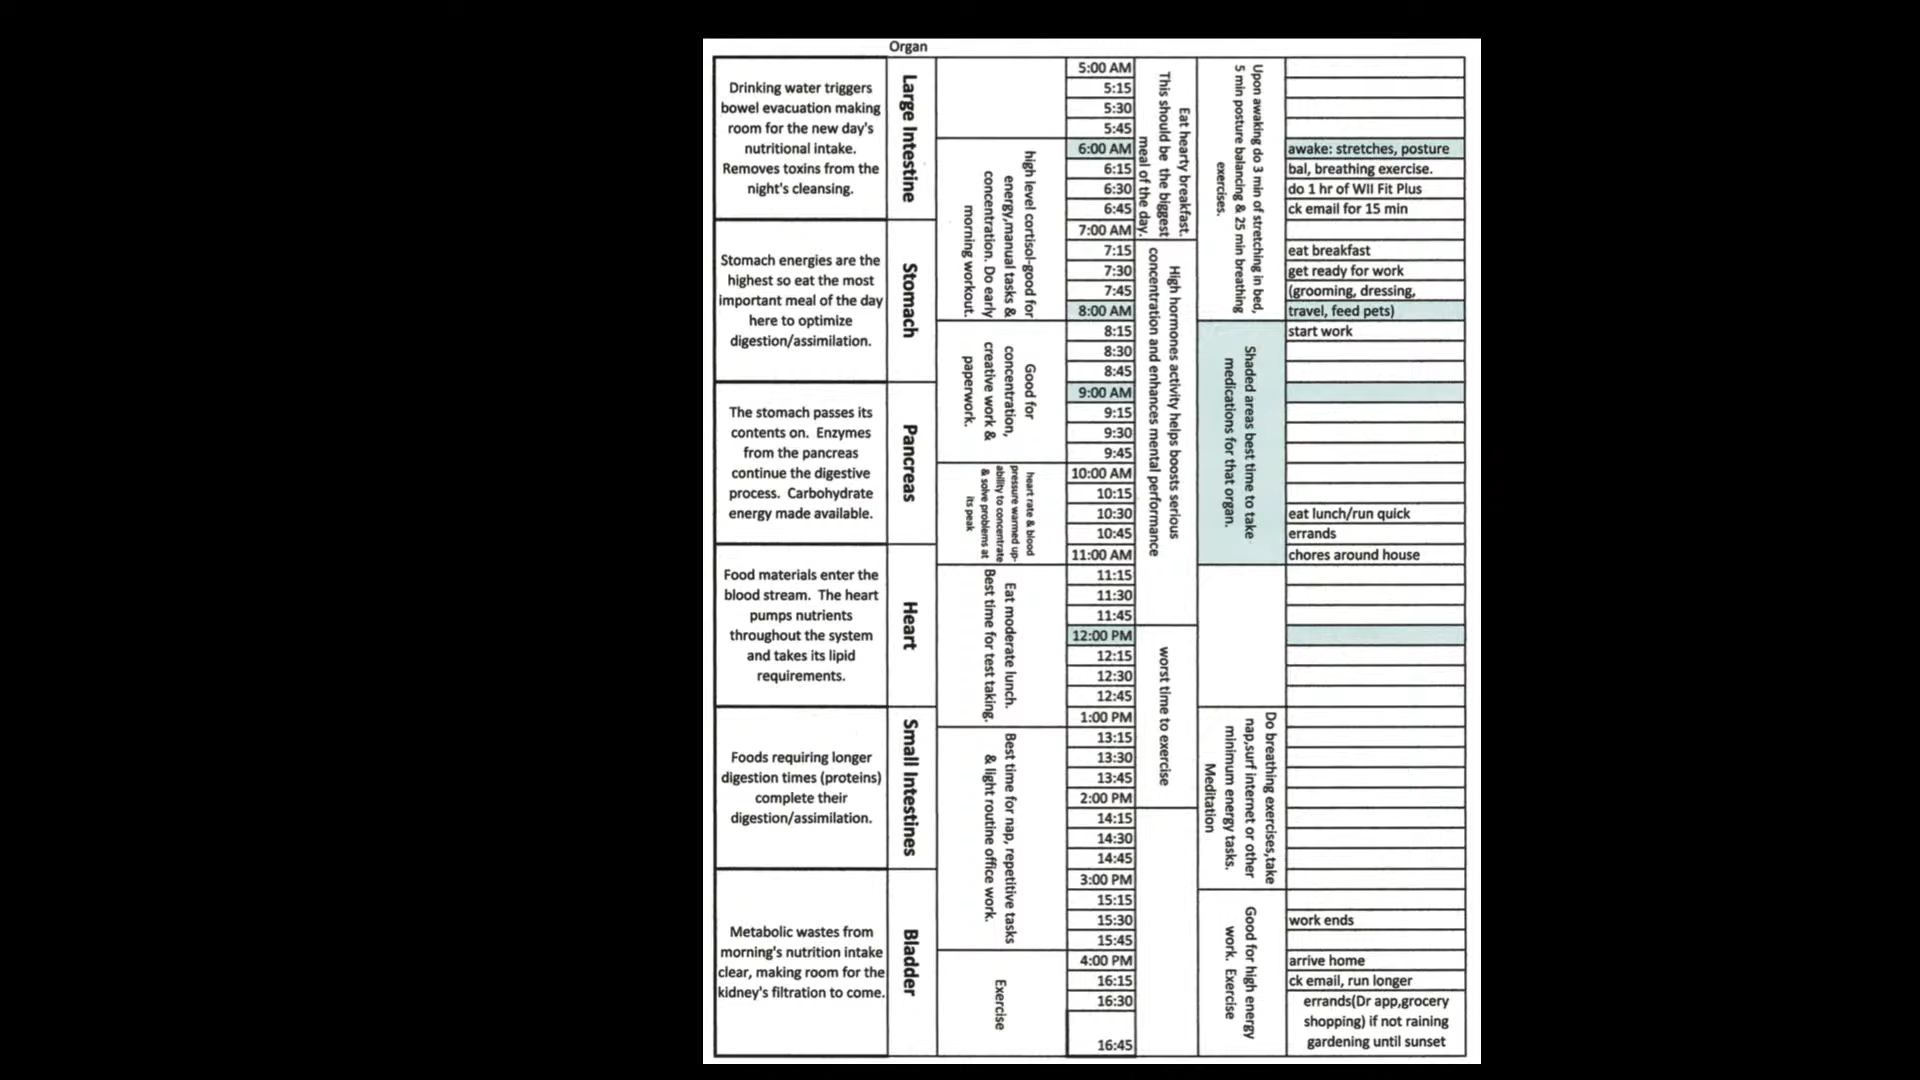 Organ
Drinking water triggers
bowel evacuation making
room for the new day's
nutritional intake.
Removes toxins from the
night's cleansing.
Large Intestine
Stomach energies are the
highest so eat the most
important meal of the day
here to optimize
digestion/assimilation.
Stomach
The stomach passes its
contents on. Enzymes
from the pancreas
continue the digestive
process. Carbohydrate
energy made available.
Pancreas
Food materials enter the
blood stream. The heart
pumps nutrients
throughout the system
and takes its lipid
requirements.
Heart
Foods requiring longer
digestion times (proteins)
complete their
digestion/assimilation.
Small Intestines
Metabolic wastes from
morning's nutrition intake
clear, making room for the
kidney's filtration to come.
Bladder
high level cortisol-good for
energy,manual tasks &
concentration. Do early
morning workout.
Good for
concentration,
creative work &
paperwork.
heart rate & blood
pressure warmed up-
ability to concentrate
& solve problems at
its peak
Eat moderate lunch.
Best time for test taking.
Best time for nap, repetitive tasks
& light routine office work.
Exercise
5:00 AM
5:15
5:30
5:45
6:00 AM
6:15
6:30
6:45
7:00 AM
7:15
7:30
7:45
8:00 AM
8:15
8:30
8:45
9:00 AM
9:15
9:30
9:45
10:00 AM
10:15
10:30
10:45
11:00 AM
11:15
11:30
11:45
12:00 PM
12:15
12:30
12:45
1:00 PM
13:15
13:30
13:45
2:00 PM
14:15
14:30
14:45
3:00 PM
15:15
15:30
15:45
4:00 PM
16:15
16:30
16:45
Eat hearty breakfast.
This should be the biggest
meal of the day.
High hormones activity helps boosts serious
concentration and enhances mental performance
worst time to exercise
Upon awaking do 3 min of stretching in bed,
5 min posture balancing & 25 min breathing
exercises.
Shaded areas best time to take
medications for that organ.
Do breathing exercises,take
nap,surf internet or other
minimum energy tasks.
Meditation
Good for high energy
work. Exercise
awake: stretches, posture
bal, breathing exercise.
do 1 hr of WII Fit Plus
ck email for 15 min
eat breakfast
get ready for work
(grooming, dressing,
travel, feed pets)
start work
eat lunch/run quick
errands
chores around house
work ends
arrive home
ck email, run longer
errands(Dr app,grocery
shopping) if not raining
gardening until sunset